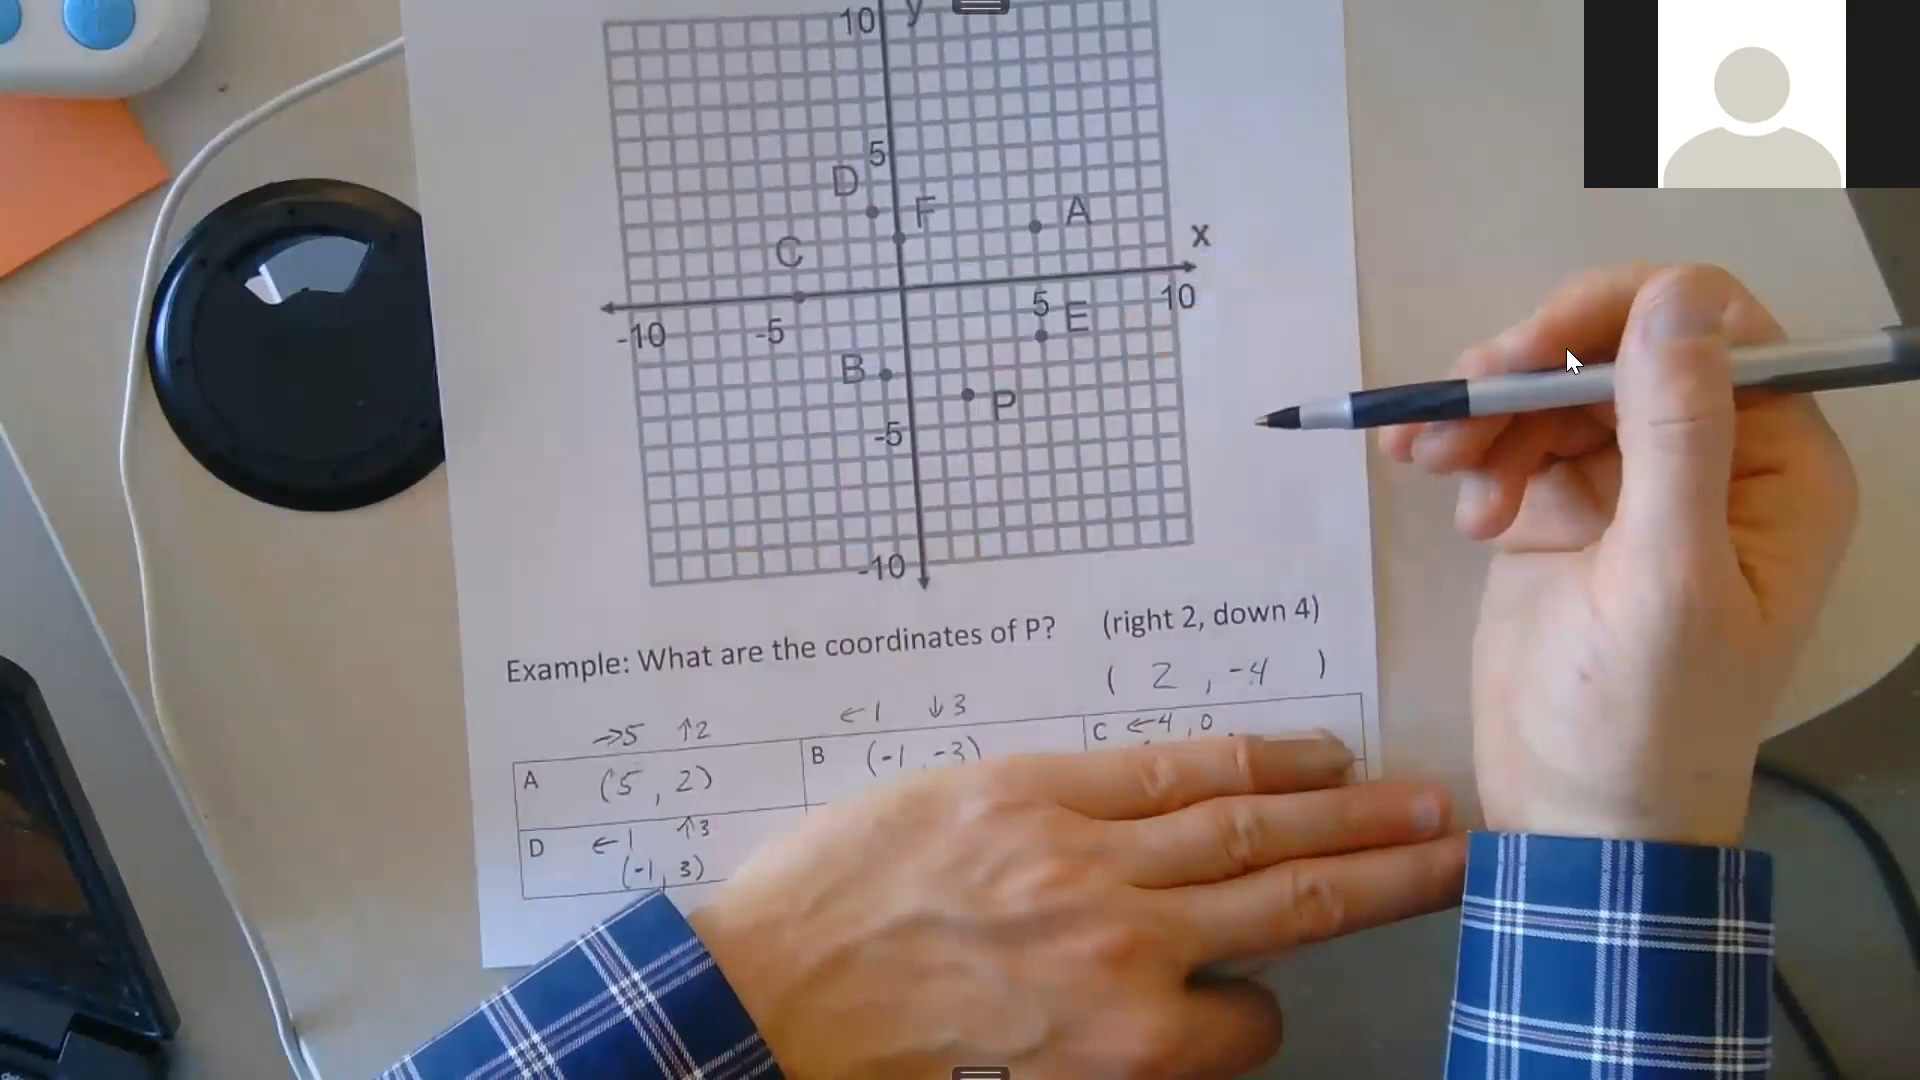 10 y
5
D
F
A
C
x
-10
-5
5
10
E
B
P
-5
-10
Example: What are the coordinates of P? (right 2, down 4)
( 2 , -4 )
→5 ↑2 ←1 ↓3
A (5 , 2) B (-1, -3) C ←4 , 0
D ←1 ↑3
(-1, 3)